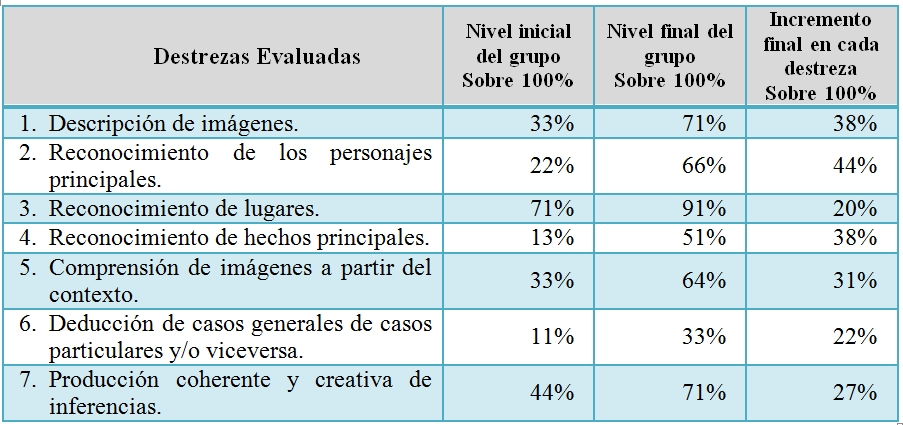 Destrezas Evaluadas
Nivel inicial
del grupo
Sobre 100%
Nivel final del
grupo
Sobre 100%
Incremento
final en cada
destreza
Sobre 100%
1. Descripción de imágenes. 33% 71% 38%
2. Reconocimiento de los personajes
principales. 22% 66% 44%
3. Reconocimiento de lugares. 71% 91% 20%
4. Reconocimiento de hechos principales. 13% 51% 38%
5. Comprensión de imágenes a partir del
contexto. 33% 64% 31%
6. Deducción de casos generales de casos
particulares y/o viceversa. 11% 33% 22%
7. Producción coherente y creativa de
inferencias. 44% 71% 27%